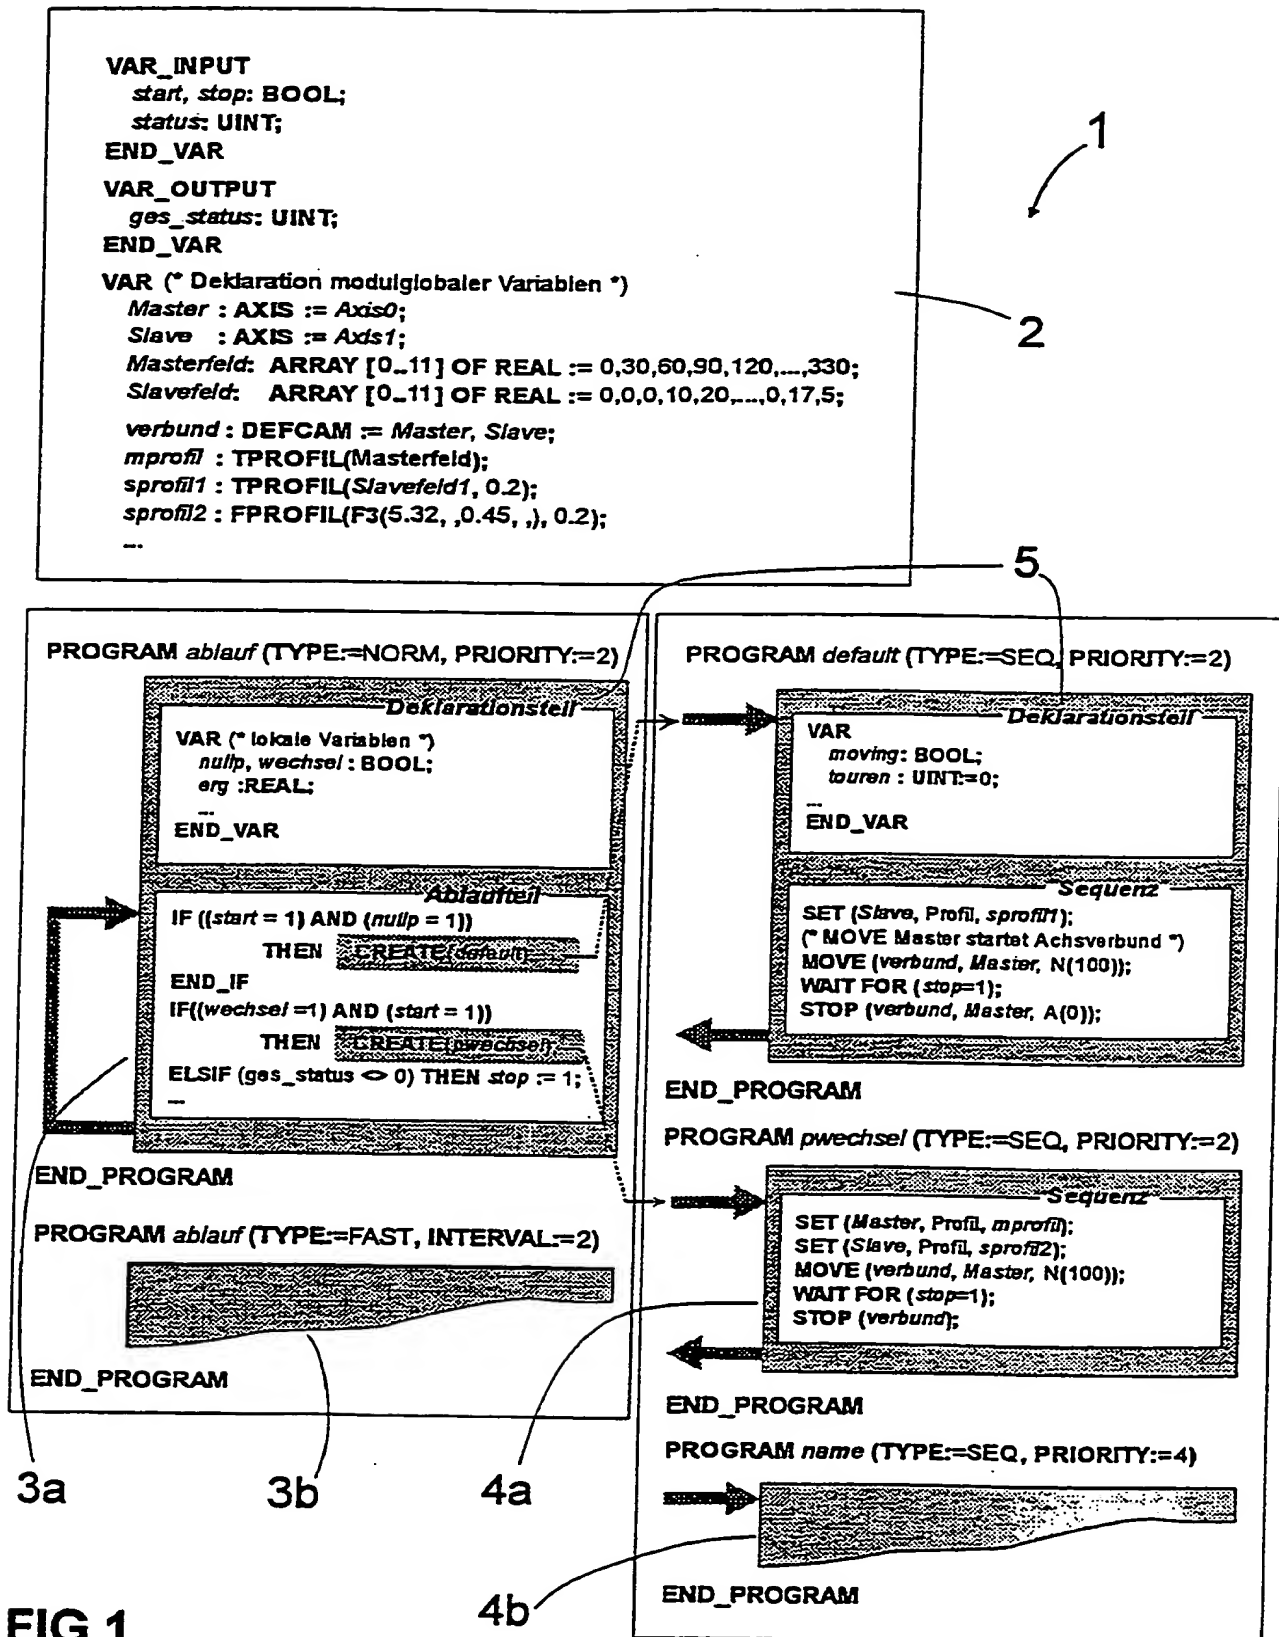 VAR_INPUT
start, stop: BOOL;
status: UINT;
END_VAR
VAR_OUTPUT
ges_status: UINT;
END_VAR
VAR (* Deklaration modulglobaler Variablen *)
Master : AXIS := Axis0;
Slave : AXIS := Axis1;
Masterfeld: ARRAY [0..11] OF REAL := 0,30,60,90,120,...,330;
Slavefeld: ARRAY [0..11] OF REAL := 0,0,0,10,20,...,0,17,5;
verbund : DEFCAM := Master, Slave;
mprofil : TPROFIL(Masterfeld);
sprofil1 : TPROFIL(Slavefeld1, 0.2);
sprofil2 : FPROFIL(F3(5.32, ,0.45, ,), 0.2);
...
1
2
5
PROGRAM ablauf (TYPE:=NORM, PRIORITY:=2)
Deklarationsteil
VAR (* lokale Variablen *)
nullp, wechsel : BOOL;
erg :REAL;
...
END_VAR
Ablaufteil
IF ((start = 1) AND (nullp = 1))
THEN CREATE(default)
END_IF
IF((wechsel =1) AND (start = 1))
THEN CREATE(pwechsel);
ELSIF (ges_status <> 0) THEN stop := 1;
...
END_PROGRAM
PROGRAM ablauf (TYPE:=FAST, INTERVAL:=2)
END_PROGRAM
3a
3b
PROGRAM default (TYPE:=SEQ, PRIORITY:=2)
Deklarationsteil
VAR
moving: BOOL;
touren : UINT:=0;
...
END_VAR
Sequenz
SET (Slave, Profil, sprofil1);
(* MOVE Master startet Achsverbund *)
MOVE (verbund, Master, N(100));
WAIT FOR (stop=1);
STOP (verbund, Master, A(0));
END_PROGRAM
PROGRAM pwechsel (TYPE:=SEQ, PRIORITY:=2)
Sequenz
SET (Master, Profil, mprofil);
SET (Slave, Profil, sprofil2);
MOVE (verbund, Master, N(100));
WAIT FOR (stop=1);
STOP (verbund);
END_PROGRAM
PROGRAM name (TYPE:=SEQ, PRIORITY:=4)
END_PROGRAM
4a
4b
FIG 1